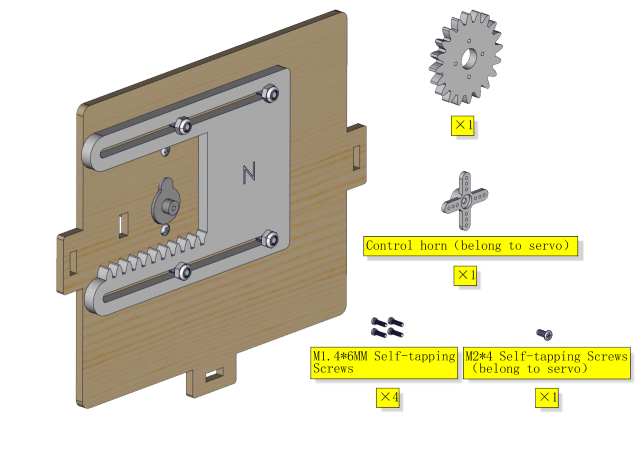 ×1
N
Control horn (belong to servo)
×1
M1.4*6MM Self-tapping
Screws
×4
M2*4 Self-tapping Screws
(belong to servo)
×1